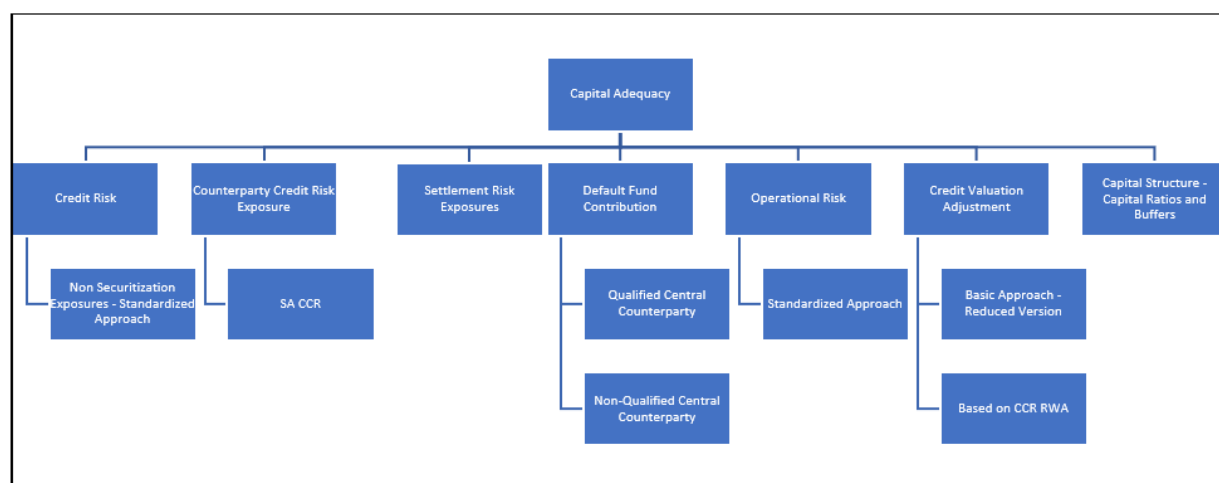 Capital Adequacy
Credit Risk
Counterparty Credit Risk
Exposure
Settlement Risk
Exposures
Default Fund
Contribution
Operational Risk
Credit Valuation
Adjustment
Capital Structure -
Capital Ratios and
Buffers
Non Securitization
Exposures - Standardized
Approach
SA CCR
Qualified Central
Counterparty
Standardized Approach
Basic Approach -
Reduced Version
Non-Qualified Central
Counterparty
Based on CCR RWA